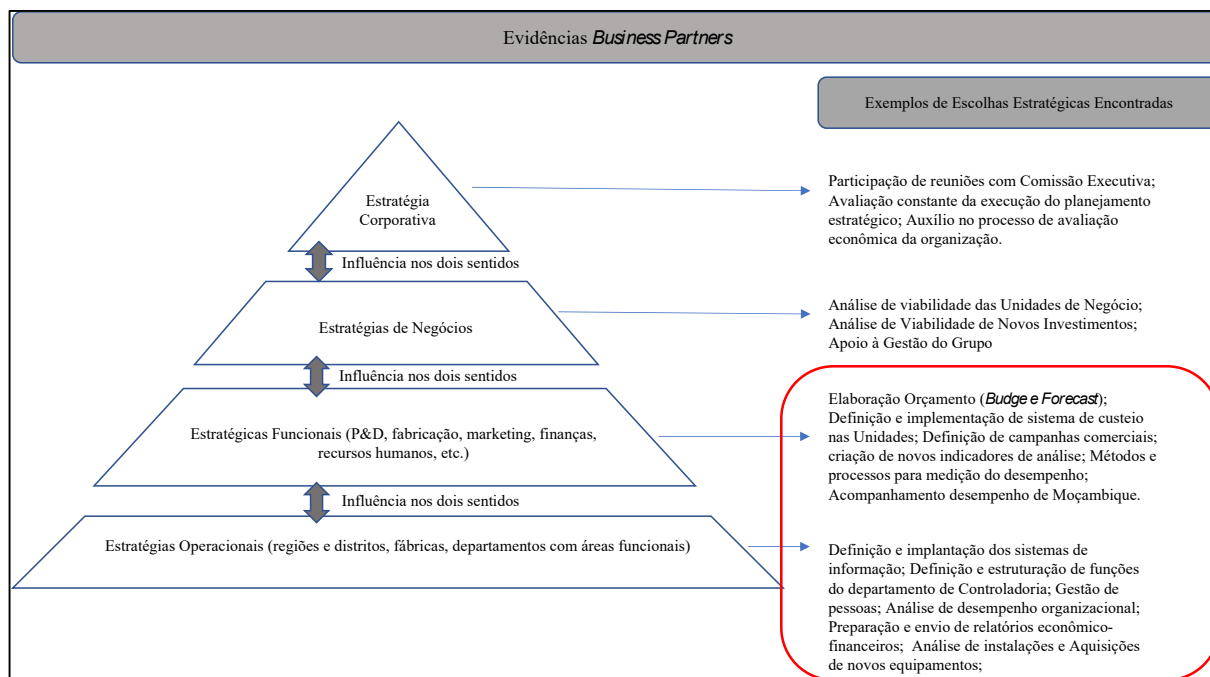 Evidências Business Partners
Exemplos de Escolhas Estratégicas Encontradas
Estratégia
Corporativa
Participação de reuniões com Comissão Executiva;
Avaliação constante da execução do planejamento
estratégico; Auxílio no processo de avaliação
econômica da organização.
Influência nos dois sentidos
Estratégias de Negócios
Análise de viabilidade das Unidades de Negócio;
Análise de Viabilidade de Novos Investimentos;
Apoio à Gestão do Grupo
Influência nos dois sentidos
Estratégicas Funcionais (P&D, fabricação, marketing, finanças,
recursos humanos, etc.)
Elaboração Orçamento (Budge e Forecast);
Definição e implementação de sistema de custeio
nas Unidades; Definição de campanhas comerciais;
criação de novos indicadores de análise; Métodos e
processos para medição do desempenho;
Acompanhamento desempenho de Moçambique.
Influência nos dois sentidos
Estratégias Operacionais (regiões e distritos, fábricas, departamentos com áreas funcionais)
Definição e implantação dos sistemas de
informação; Definição e estruturação de funções
do departamento de Controladoria; Gestão de
pessoas; Análise de desempenho organizacional;
Preparação e envio de relatórios econômico-
financeiros; Análise de instalações e Aquisições
de novos equípamentos;